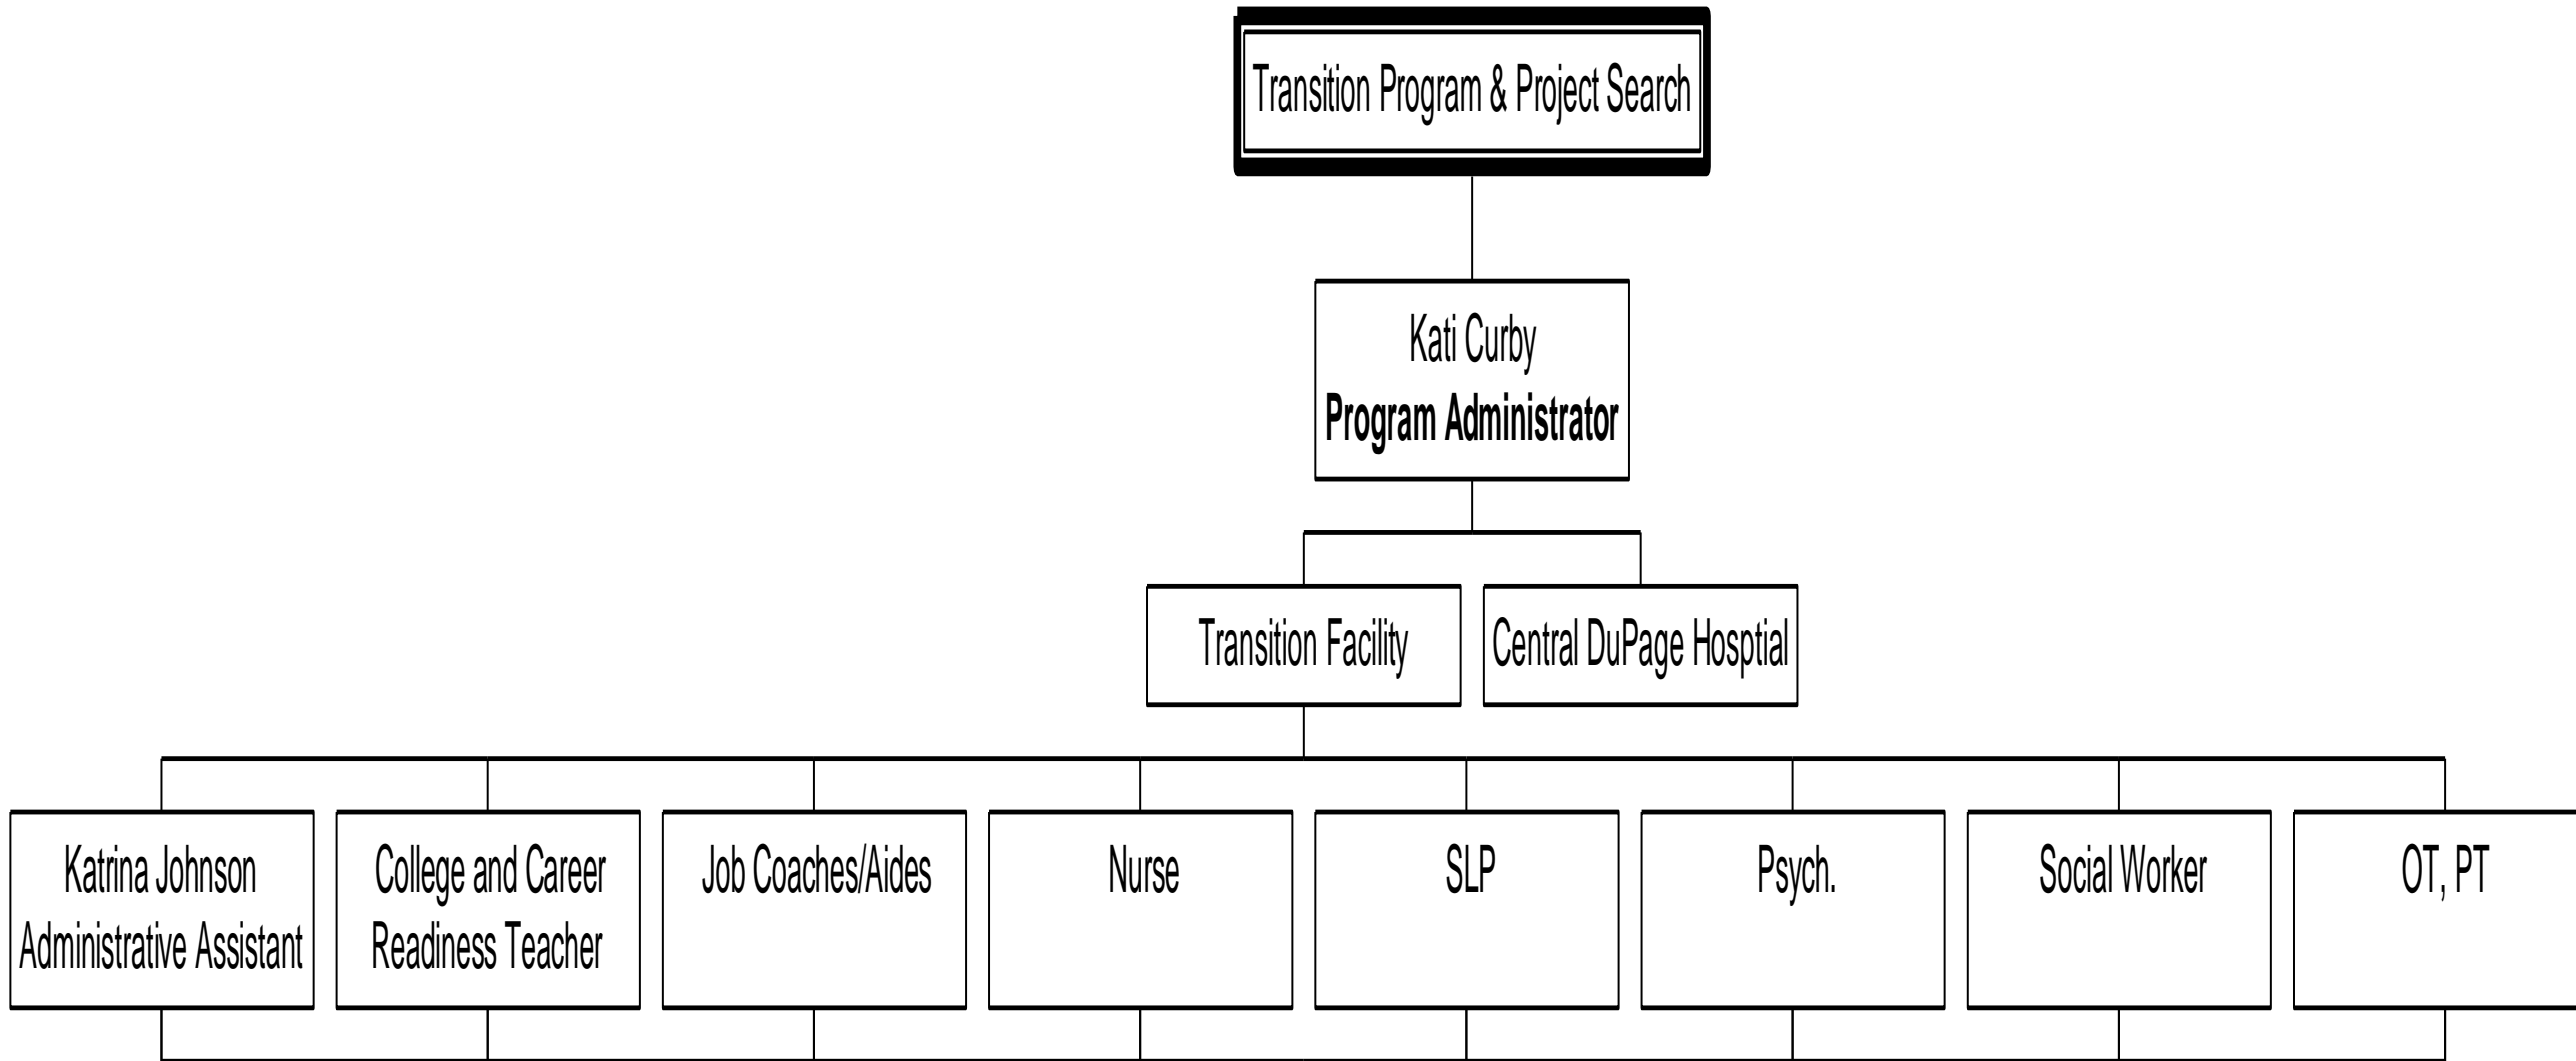 Transition Program & Project Search
Kati Curby
Program Administrator
Transition Facility
Central DuPage Hosptial
Katrina Johnson
Administrative Assistant
College and Career
Readiness Teacher
Job Coaches/Aides
Nurse
SLP
Psych.
Social Worker
OT, PT